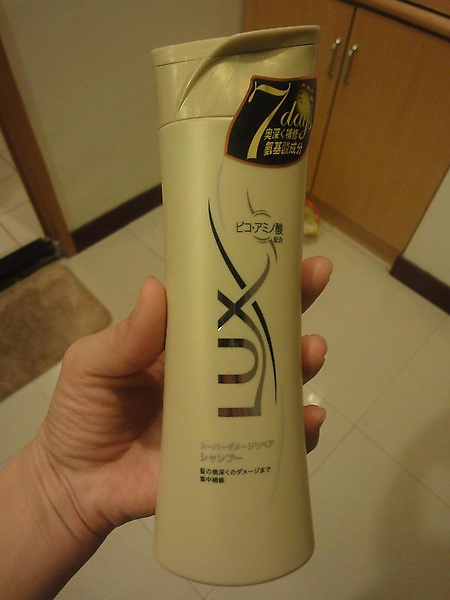 7 days
奥深く補修
氨基酸成分
ピコ・アミノ酸
配合
LUX
スーパーダメージリペア
シャンプー
髪の奥深くのダメージまで
集中補修